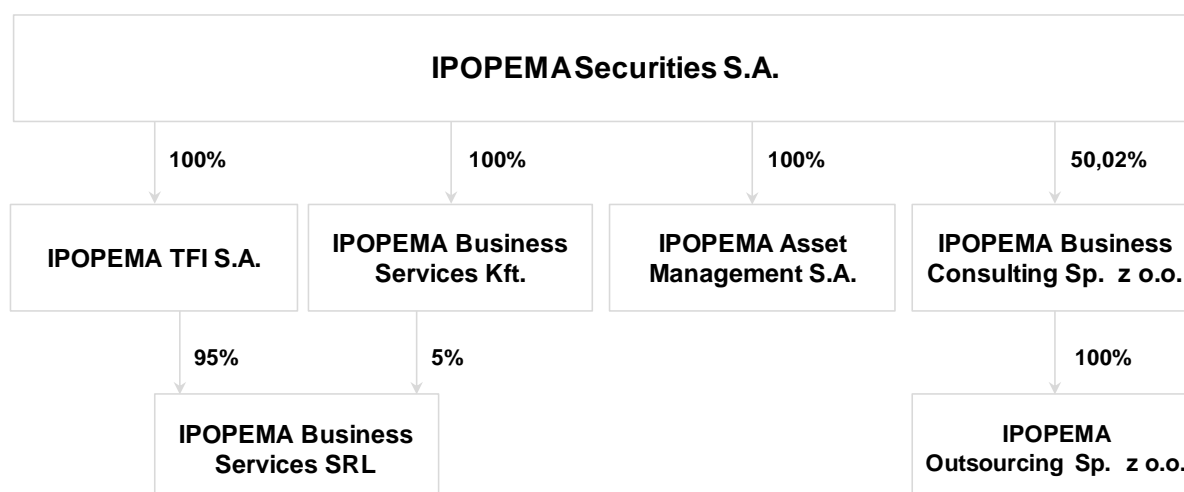 IPOPEMA Securities S.A.
100%
100%
100%
50,02%
IPOPEMA TFI S.A.
IPOPEMA Business
Services Kft.
IPOPEMA Asset
Management S.A.
IPOPEMA Business
Consulting Sp. z o.o.
95%
5%
100%
IPOPEMA Business
Services SRL
IPOPEMA
Outsourcing Sp. z o.o.